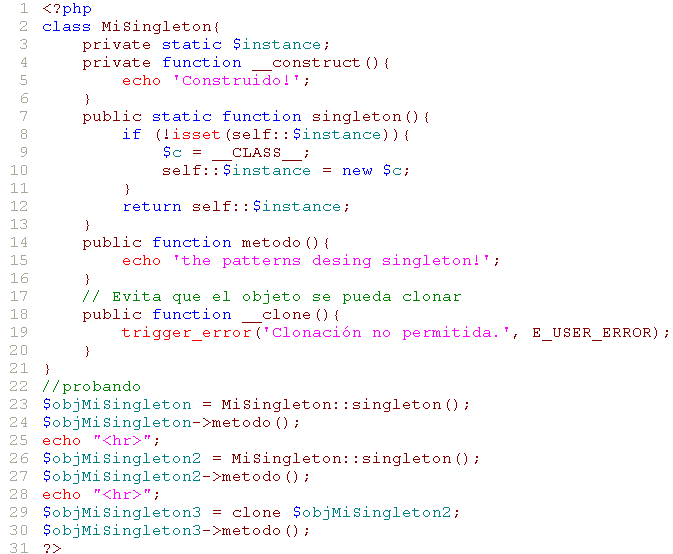 1 <?php
2 class MiSingleton{
3     private static $instance;
4     private function __construct(){
5         echo 'Construido!';
6     }
7     public static function singleton(){
8         if (!isset(self::$instance)){
9             $c = __CLASS__;
10             self::$instance = new $c;
11         }
12         return self::$instance;
13     }
14     public function metodo(){
15         echo 'the patterns desing singleton!';
16     }
17     // Evita que el objeto se pueda clonar
18     public function __clone(){
19         trigger_error('Clonación no permitida.', E_USER_ERROR);
20     }
21 }
22 //probando
23 $objMiSingleton = MiSingleton::singleton();
24 $objMiSingleton->metodo();
25 echo "<hr>";
26 $objMiSingleton2 = MiSingleton::singleton();
27 $objMiSingleton2->metodo();
28 echo "<hr>";
29 $objMiSingleton3 = clone $objMiSingleton2;
30 $objMiSingleton3->metodo();
31 ?>